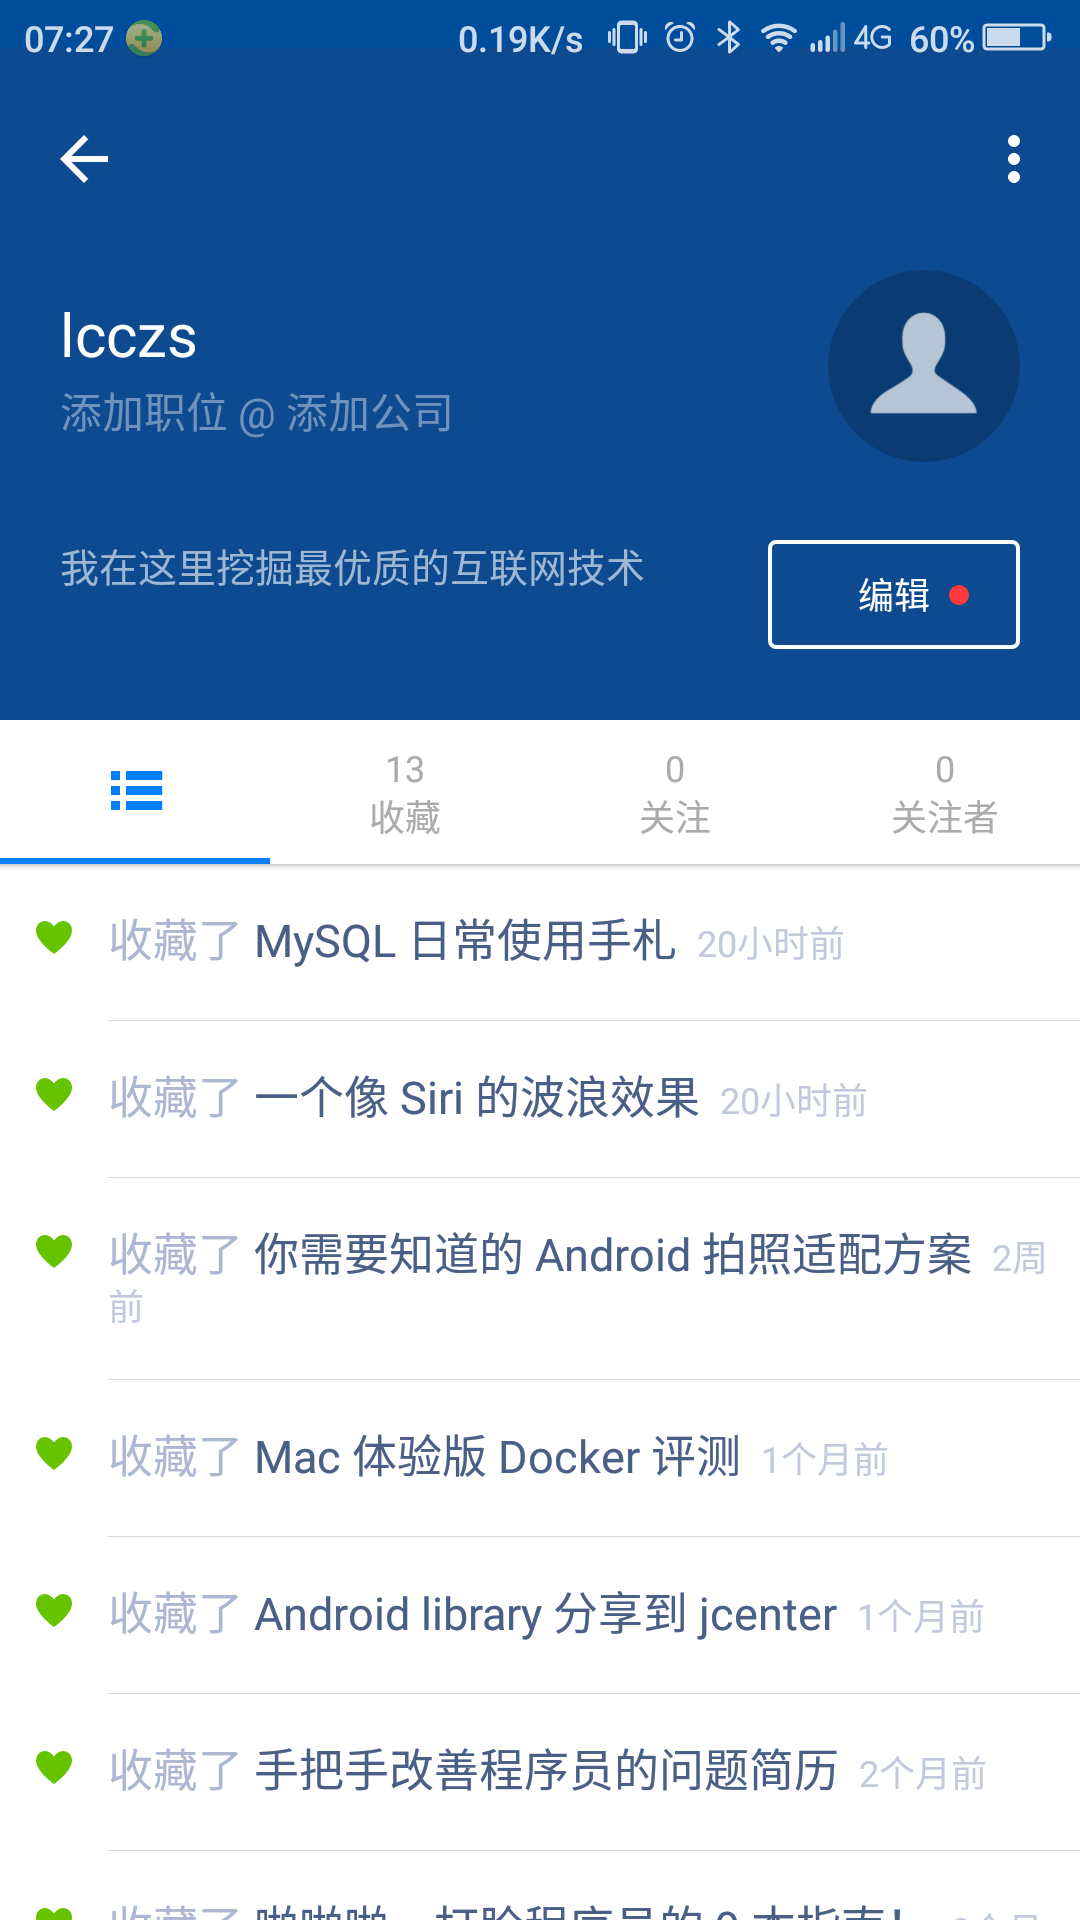 07:27 0.19K/s 4G 60%
lcczs
添加职位 @ 添加公司
我在这里挖掘最优质的互联网技术
编辑
13
收藏
0
关注
0
关注者
收藏了 MySQL 日常使用手札 20小时前
收藏了 一个像 Siri 的波浪效果 20小时前
收藏了 你需要知道的 Android 拍照适配方案 2周
前
收藏了 Mac 体验版 Docker 评测 1个月前
收藏了 Android library 分享到 jcenter 1个月前
收藏了 手把手改善程序员的问题简历 2个月前
收藏了